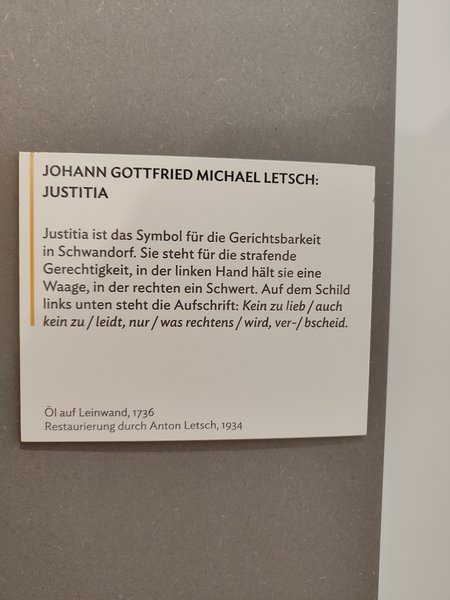 JOHANN GOTTFRIED MICHAEL LETSCH:
JUSTITIA
Justitia ist das Symbol für die Gerichtsbarkeit
in Schwandorf. Sie steht für die strafende
Gerechtigkeit, in der linken Hand hält sie eine
Waage, in der rechten ein Schwert. Auf dem Schild
links unten steht die Aufschrift: Kein zu lieb / auch
kein zu / leidt, nur / was rechtens / wird, ver-/ bscheid.
Öl auf Leinwand, 1736
Restaurierung durch Anton Letsch, 1934